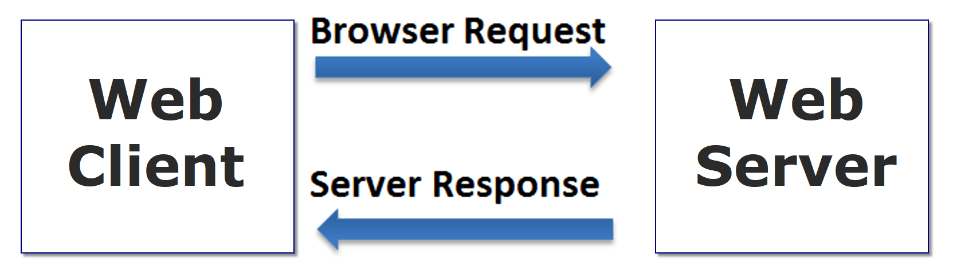 Web
Client
Browser Request
Server Response
Web
Server